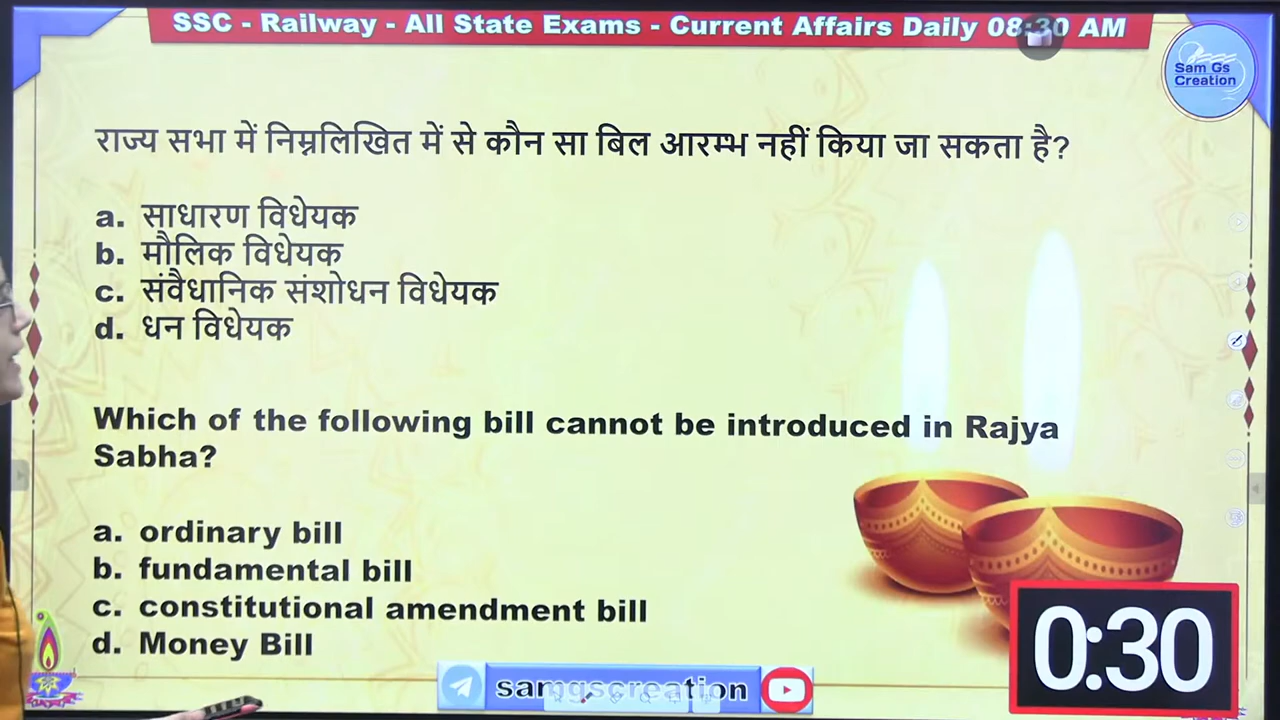 SSC - Railway - All State Exams - Current Affairs Daily 08:30 AM
Sam Gs
Creation
राज्य सभा में निम्नलिखित में से कौन सा बिल आरम्भ नहीं किया जा सकता है?
a. साधारण विधेयक
b. मौलिक विधेयक
c. संवैधानिक संशोधन विधेयक
d. धन विधेयक
Which of the following bill cannot be introduced in Rajya
Sabha?
a. ordinary bill
b. fundamental bill
c. constitutional amendment bill
d. Money Bill
0:30
samgscreation